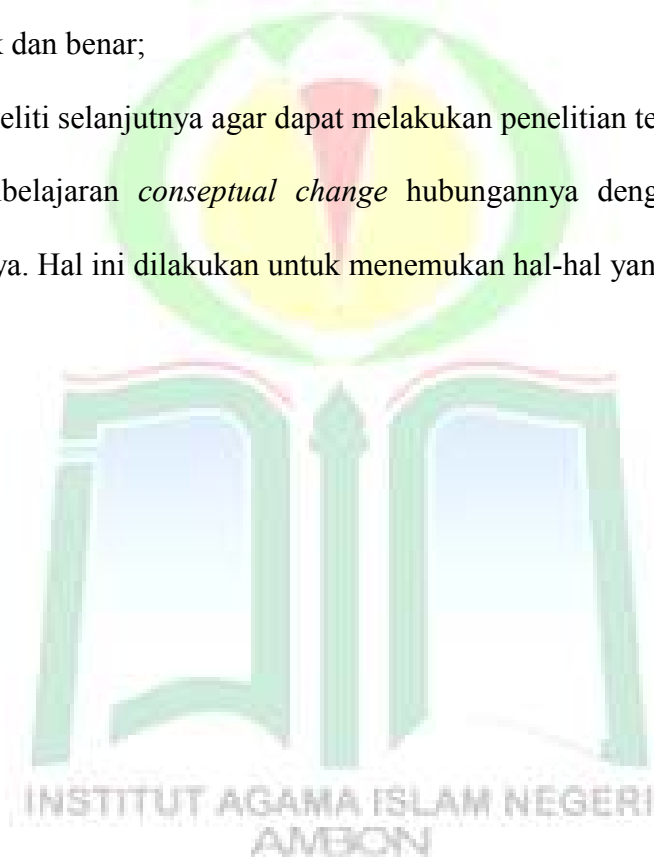 k dan benar;
eliti selanjutnya agar dapat melakukan penelitian te
belajaran conseptual change hubungannya deng
ya. Hal ini dilakukan untuk menemukan hal-hal yan
INSTITUT AGAMA ISLAM NEGERI
AMBON